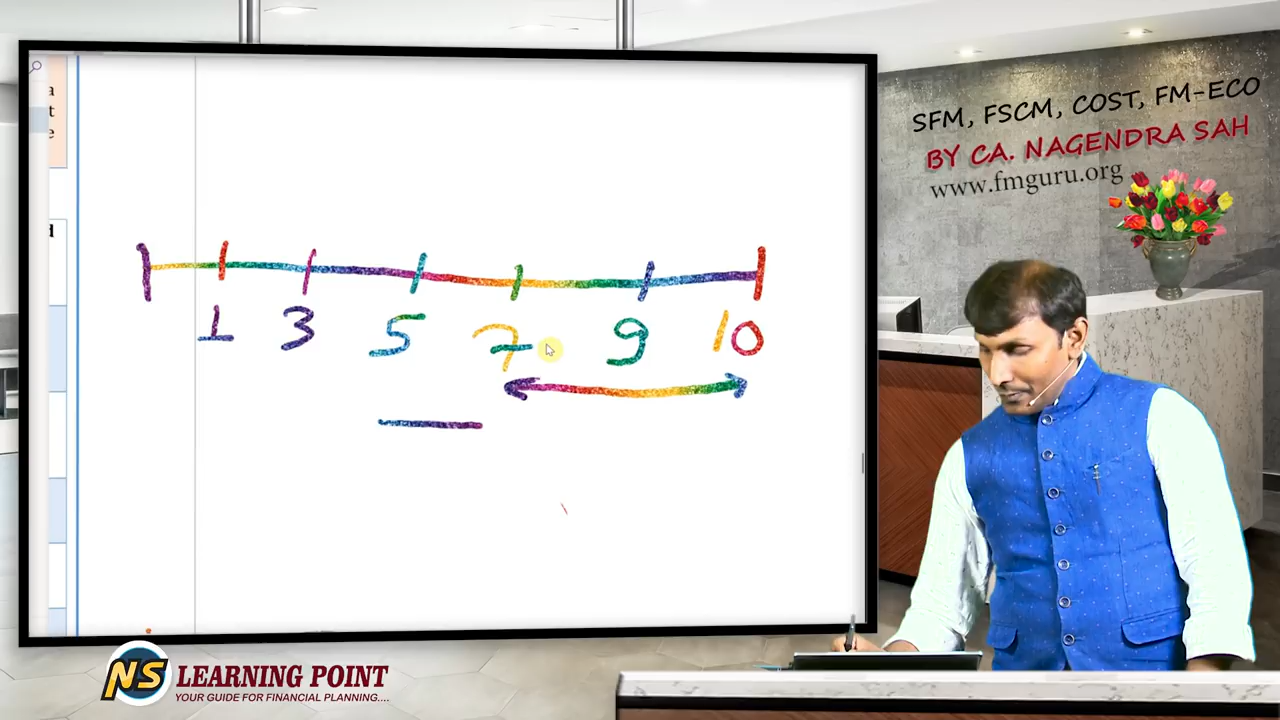 SFM, FSCM, COST, FM-ECO
BY CA. NAGENDRA SAH
www.fmguru.org
a
t
e
d
1 3 5 7 9 10
NS LEARNING POINT
YOUR GUIDE FOR FINANCIAL PLANNING....